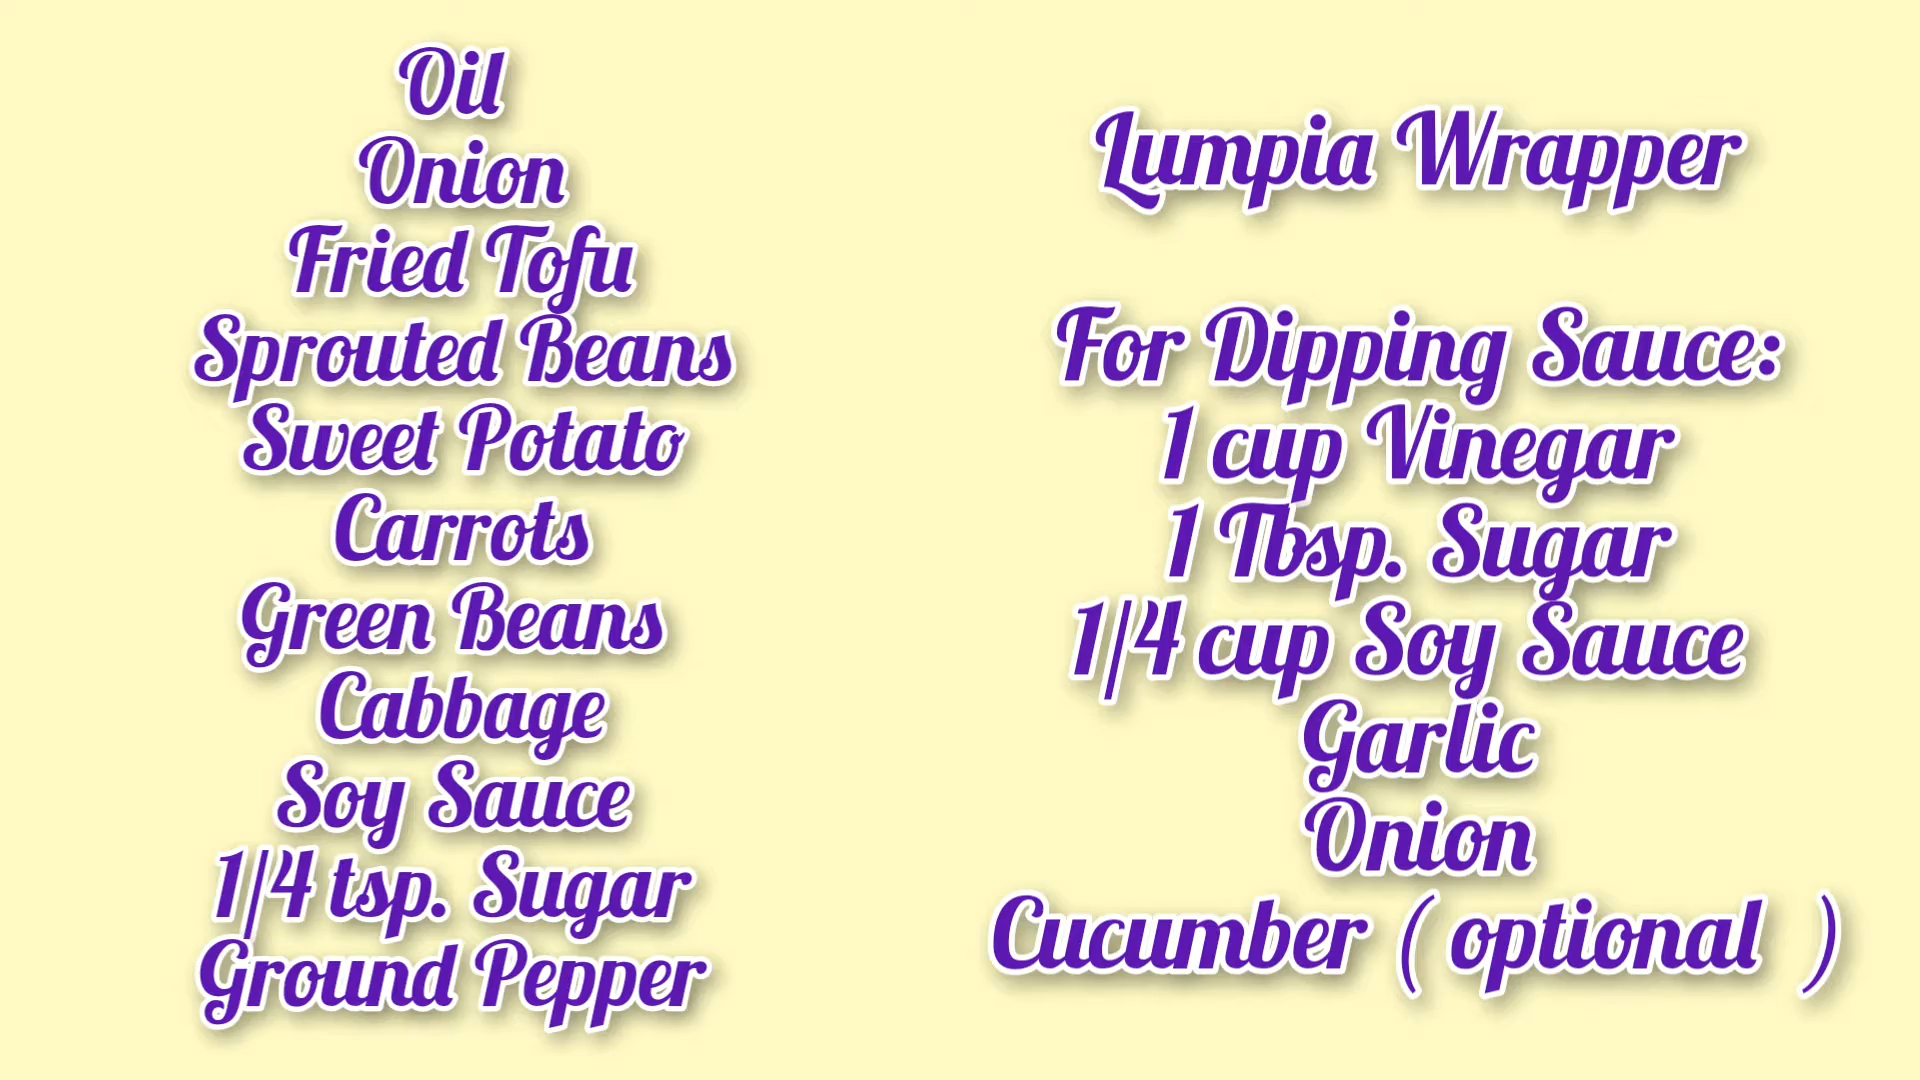 Oil
Onion
Fried Tofu
Sprouted Beans
Sweet Potato
Carrots
Green Beans
Cabbage
Soy Sauce
1/4 tsp. Sugar
Ground Pepper
Lumpia Wrapper
For Dipping Sauce:
1 cup Vinegar
1 Tbsp. Sugar
1/4 cup Soy Sauce
Garlic
Onion
Cucumber ( optional )